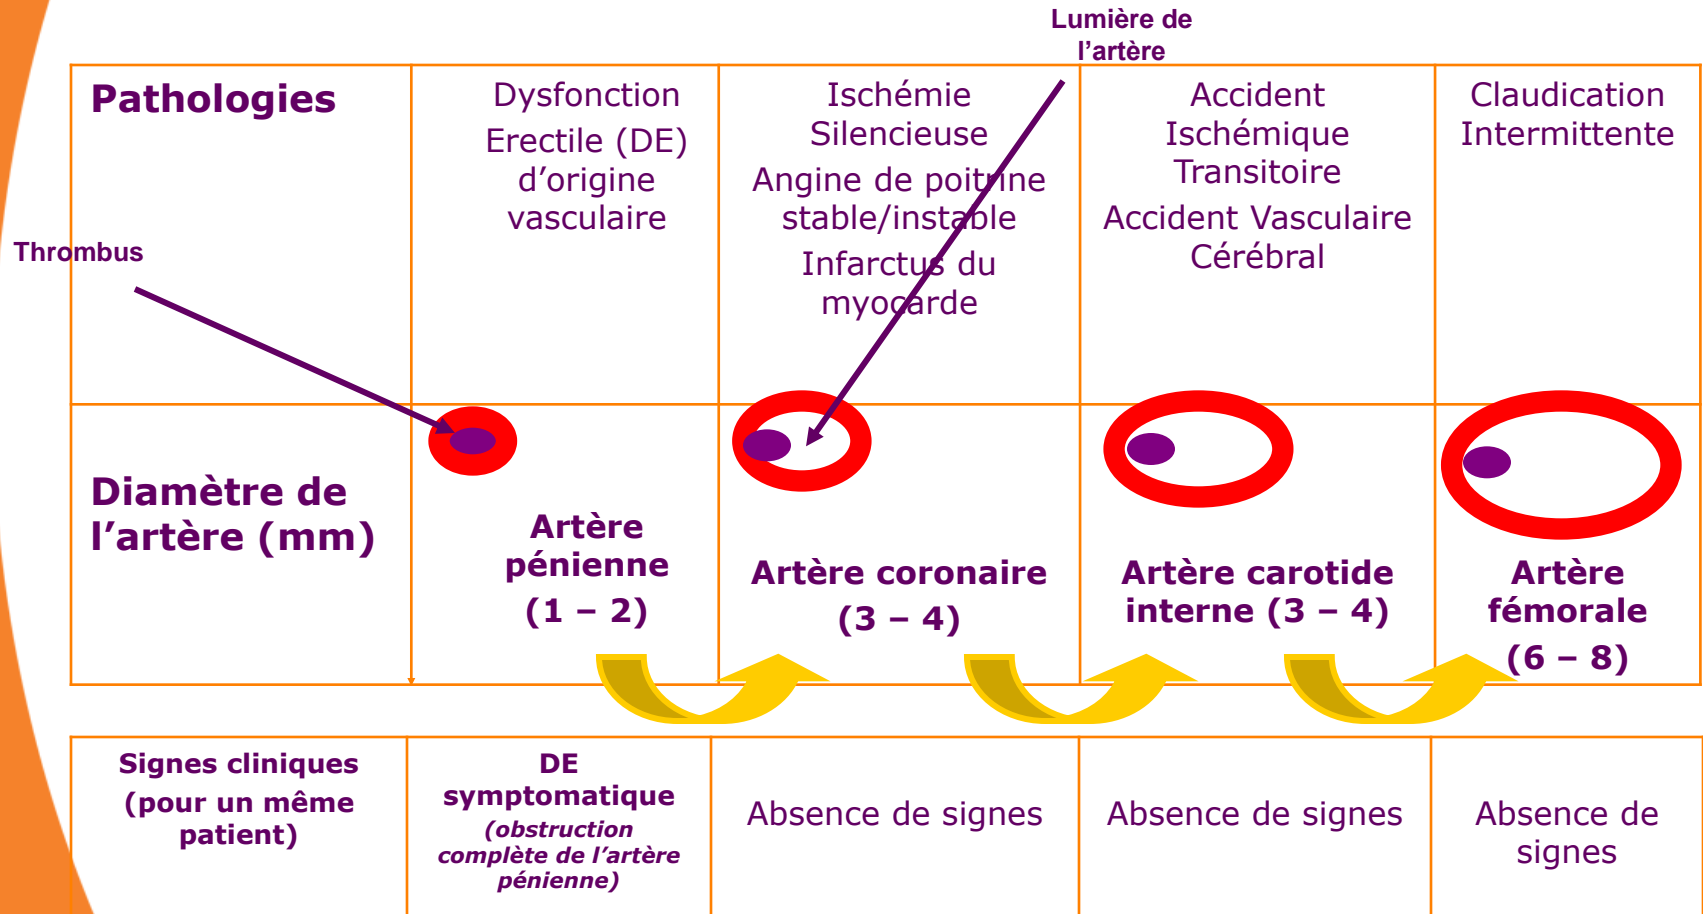 Lumière de
l’artère
Pathologies
Dysfonction
Erectile (DE)
d’origine
vasculaire
Ischémie
Silencieuse
Angine de poitrine
stable/instable
Infarctus du
myocarde
Accident
Ischémique
Transitoire
Accident Vasculaire
Cérébral
Claudication
Intermittente
Thrombus
Diamètre de
l’artère (mm)
Artère
pénienne
(1 – 2)
Artère coronaire
(3 – 4)
Artère carotide
interne (3 – 4)
Artère
fémorale
(6 – 8)
Signes cliniques
(pour un même
patient)
DE
symptomatique
(obstruction
complète de l’artère
pénienne)
Absence de signes
Absence de signes
Absence de
signes